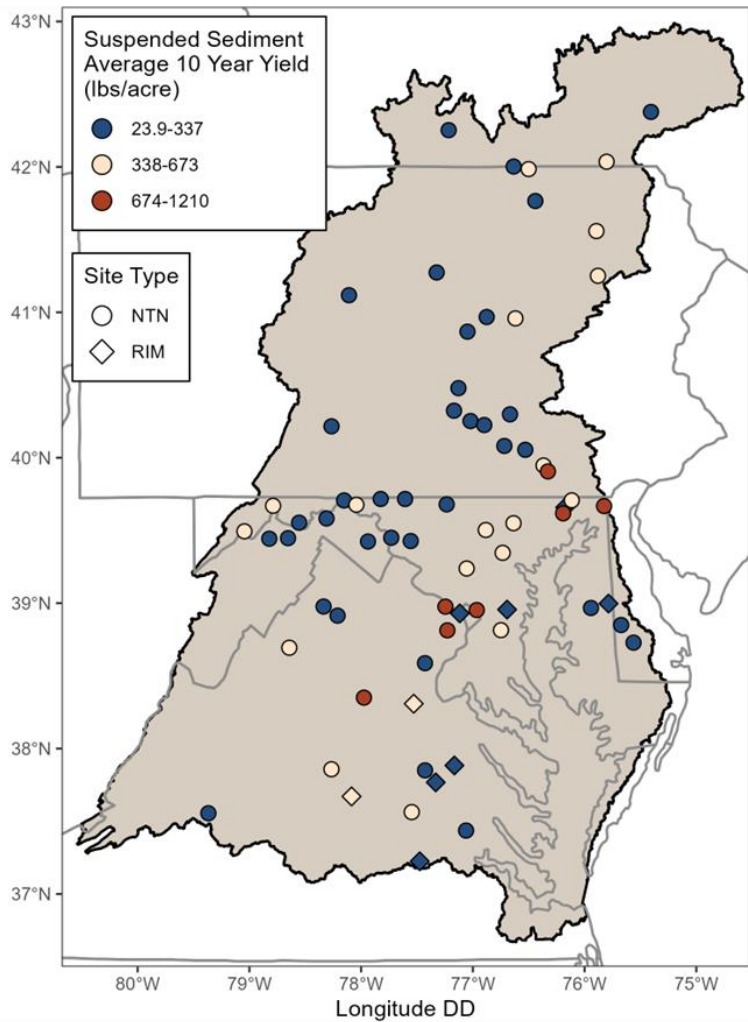 43°N
42°N
41°N
40°N
39°N
38°N
37°N
Suspended Sediment
Average 10 Year Yield
(lbs/acre)
23.9-337
338-673
674-1210
Site Type
NTN
RIM
80°W 79°W 78°W 77°W 76°W 75°W
Longitude DD